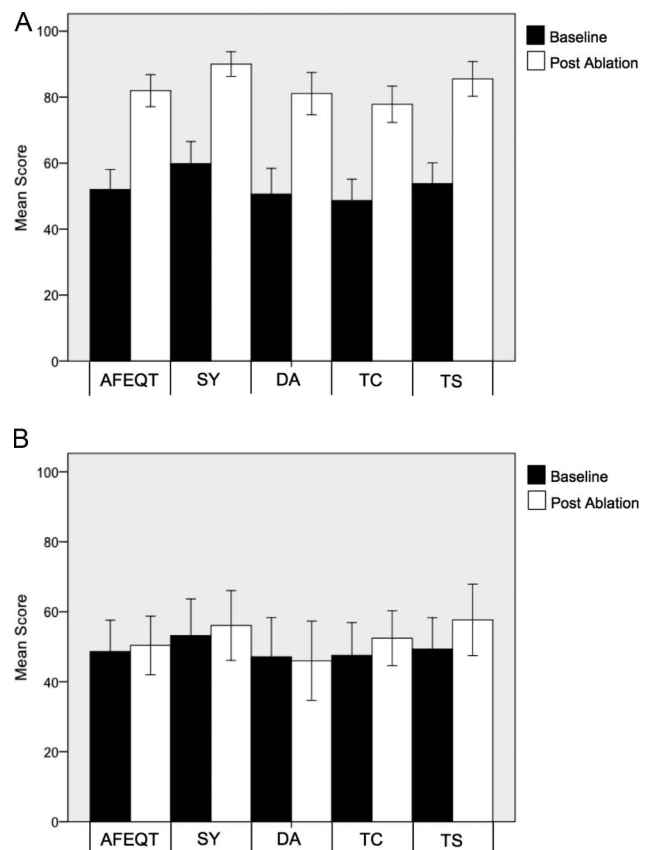 A
Baseline
Post Ablation
Mean Score
100
80
60
40
20
0
AFEQT SY DA TC TS
B
Baseline
Post Ablation
Mean Score
100
80
60
40
20
0
AFEQT SY DA TC TS